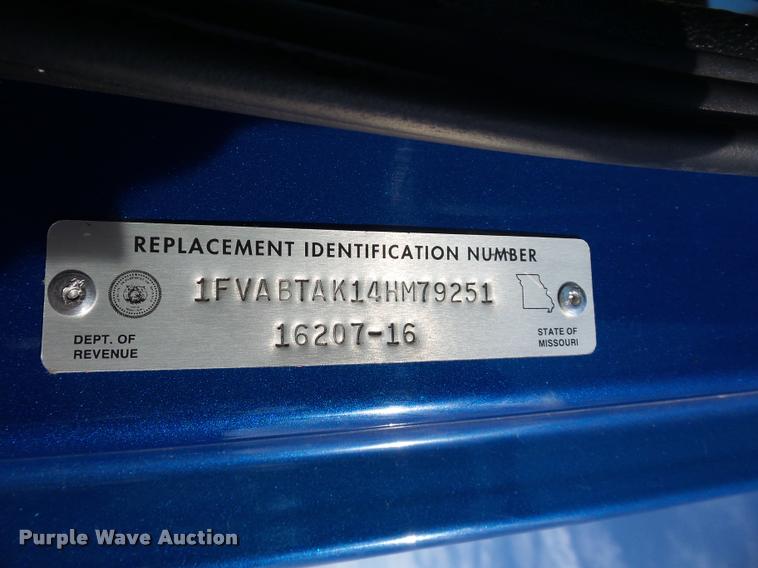 REPLACEMENT IDENTIFICATION NUMBER
1FVABTAK14HM79251
16207-16
DEPT. OF
REVENUE
STATE OF
MISSOURI
Purple Wave Auction